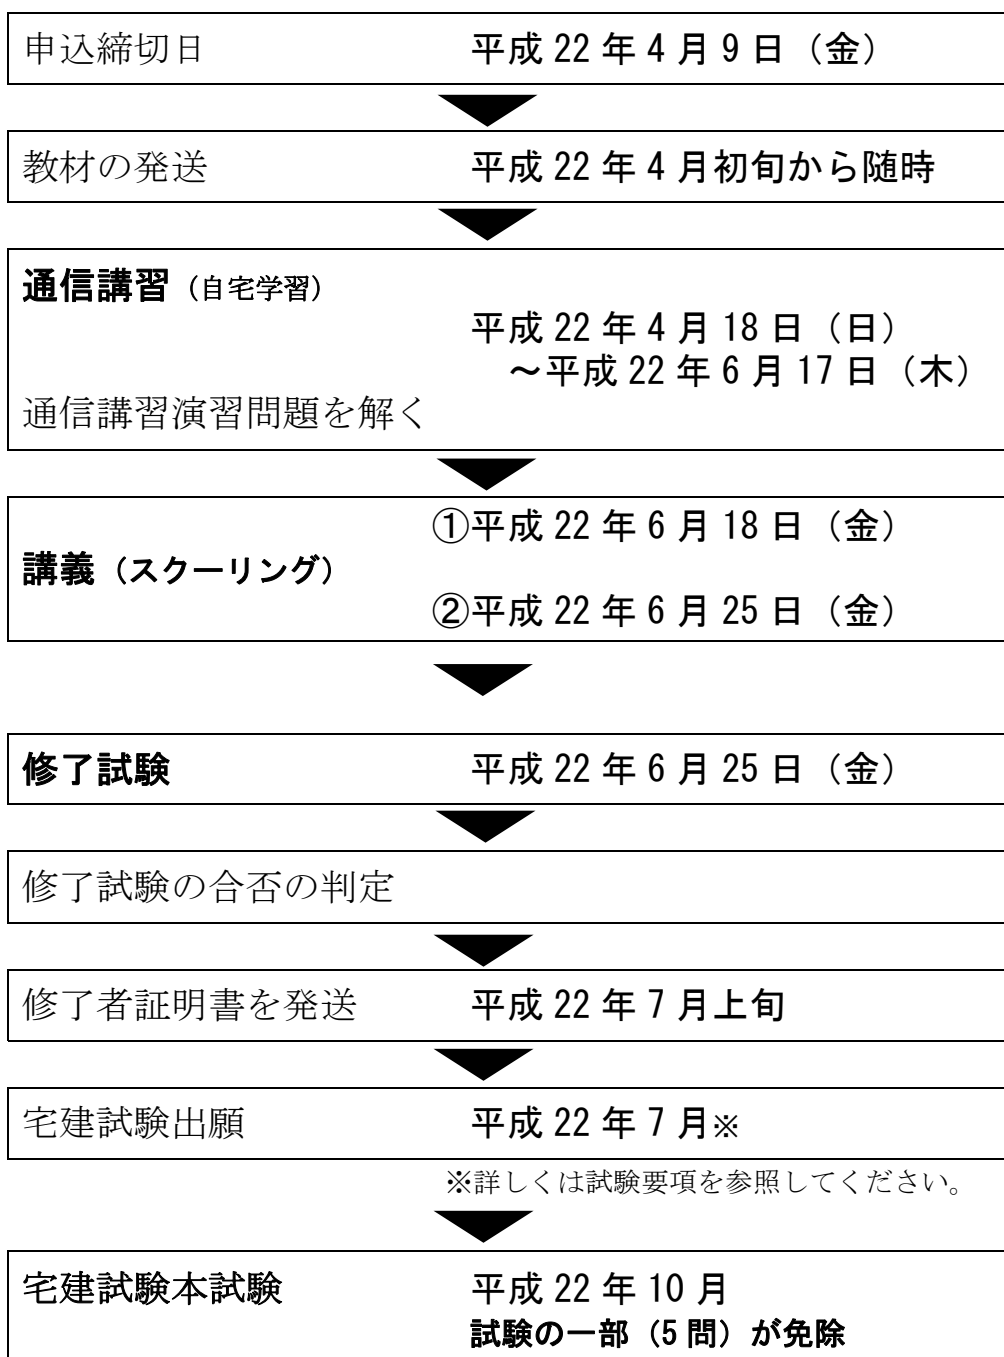 申込締切日 平成 22 年 4 月 9 日（金）
教材の発送 平成 22 年 4 月初旬から随時
通信講習（自宅学習）
平成 22 年 4 月 18 日（日）
～平成 22 年 6 月 17 日（木）
通信講習演習問題を解く
①平成 22 年 6 月 18 日（金）
講義（スクーリング）
②平成 22 年 6 月 25 日（金）
修了試験 平成 22 年 6 月 25 日（金）
修了試験の合否の判定
修了者証明書を発送 平成 22 年 7 月上旬
宅建試験出願 平成 22 年 7 月※
※詳しくは試験要項を参照してください。
宅建試験本試験 平成 22 年 10 月
試験の一部（5 問）が免除